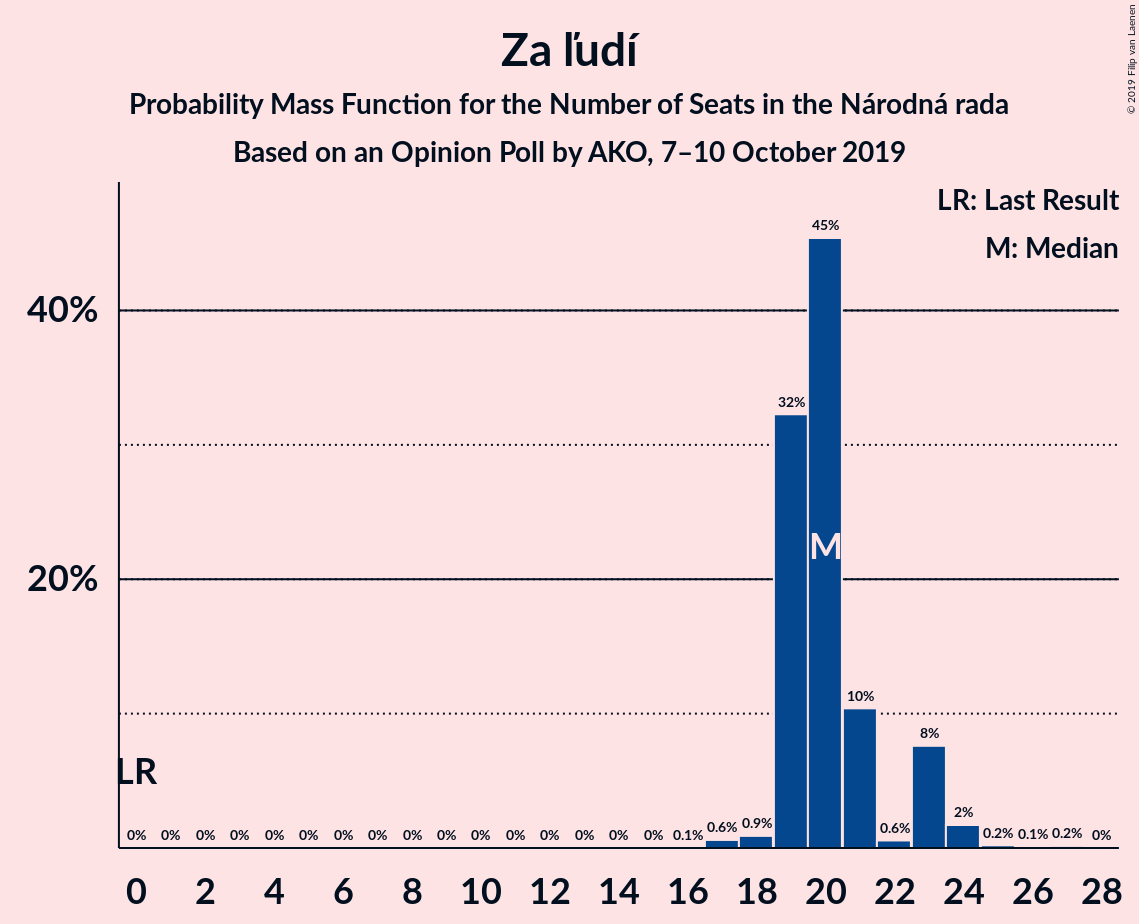 Za ľudí
Probability Mass Function for the Number of Seats in the Národná rada
Based on an Opinion Poll by AKO, 7–10 October 2019
© 2019 Filip van Laenen
LR: Last Result
M: Median
40%
20%
45%
32%
M
10%
8%
LR
0% 0% 0% 0% 0% 0% 0% 0% 0% 0% 0% 0% 0% 0% 0% 0% 0.1% 0.6% 0.9% 0.6% 2% 0.2% 0.1% 0.2% 0%
0 2 4 6 8 10 12 14 16 18 20 22 24 26 28